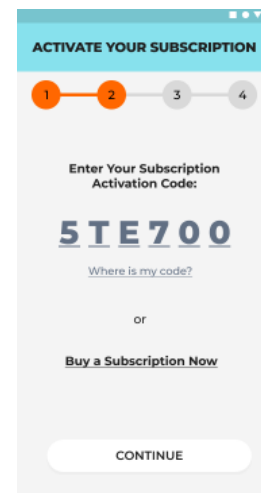 ACTIVATE YOUR SUBSCRIPTION
1 2 3 4
Enter Your Subscription
Activation Code:
5TE700
Where is my code?
or
Buy a Subscription Now
CONTINUE